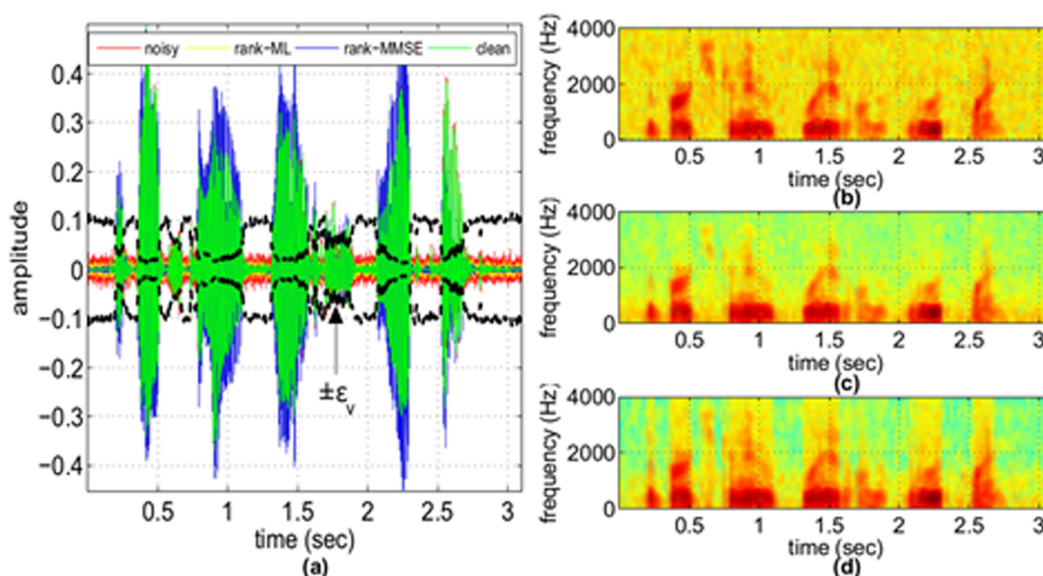 noisy rank-ML rank-MMSE clean
amplitude
0.4
0.3
0.2
0.1
0
−0.1
−0.2
−0.3
−0.4
±εv
0.5 1 1.5 2 2.5 3
time (sec)
(a)
frequency (Hz)
4000
2000
0
0.5 1 1.5 2 2.5 3
time (sec)
(b)
frequency (Hz)
4000
2000
0
0.5 1 1.5 2 2.5 3
time (sec)
(c)
frequency (Hz)
4000
2000
0
0.5 1 1.5 2 2.5 3
time (sec)
(d)